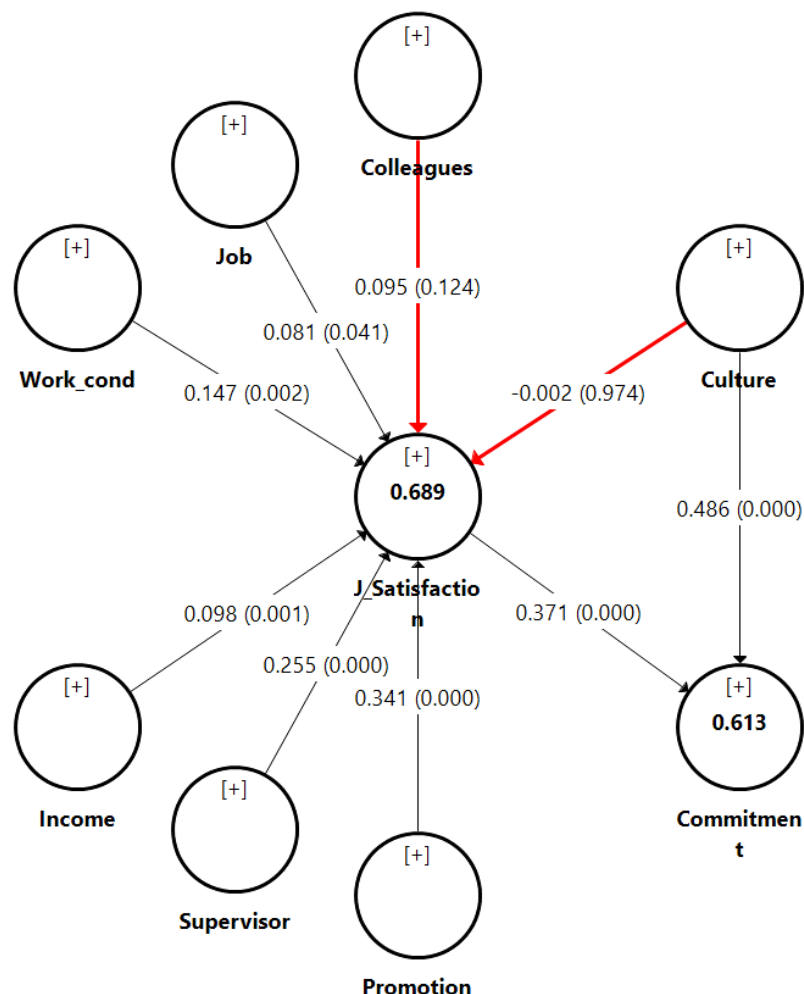 [+]
Colleagues
[+]
Job
[+]
Work_cond
[+]
Culture
0.095 (0.124)
0.081 (0.041)
0.147 (0.002)
-0.002 (0.974)
[+]
0.689
J_Satisfactio
n
0.486 (0.000)
0.098 (0.001)
0.371 (0.000)
0.255 (0.000)
0.341 (0.000)
[+]
Income
[+]
Supervisor
[+]
Promotion
[+]
0.613
Commitmen
t